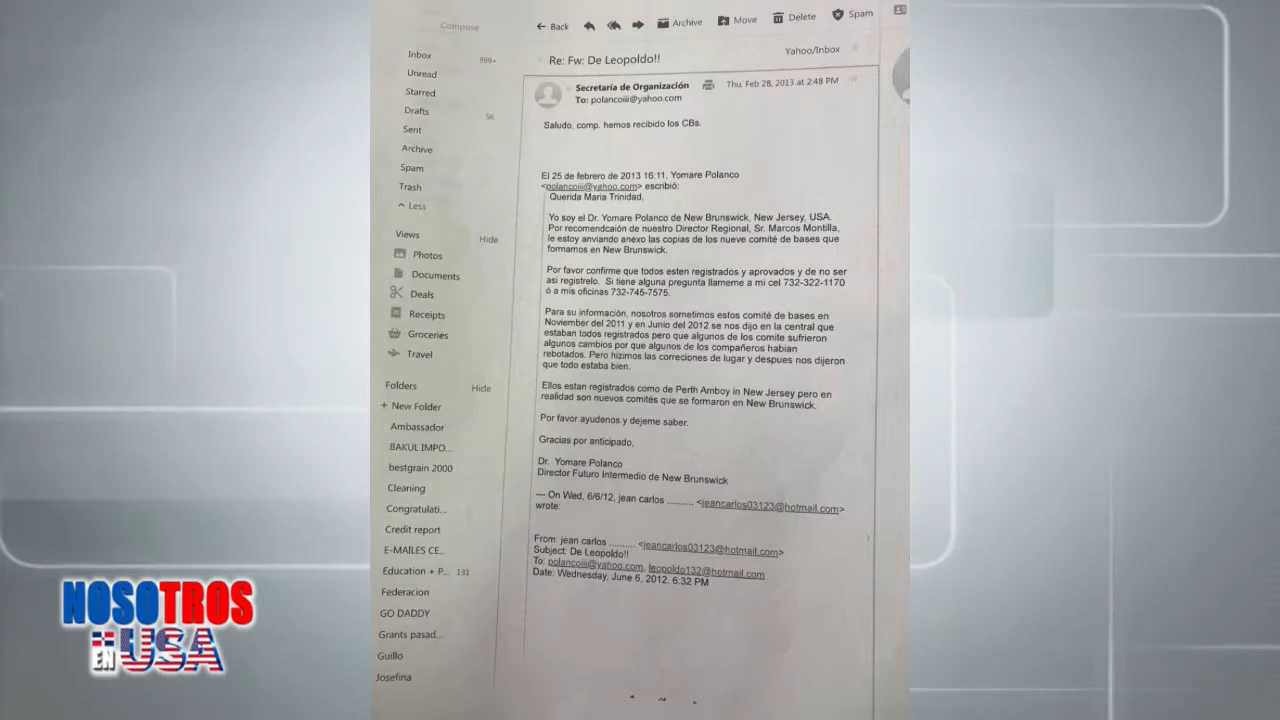 Compose
Back
Archive
Move
Delete
Spam
Inbox 999+
Unread
Starred
Drafts 56
Sent
Archive
Spam
Trash
Less
Views Hide
Photos
Documents
Deals
Receipts
Groceries
Travel
Folders Hide
+ New Folder
Ambassador
BAKUL IMPO...
bestgrain 2000
Cleaning
Congratulati...
Credit report
E-MAILES CE...
Education + P... 131
Federacion
GO DADDY
Grants pasad...
Guillo
Josefina
Re: Fw: De Leopoldo!!
Yahoo/Inbox
Secretaría de Organización
Thu, Feb 28, 2013 at 2:48 PM
To: polancoiii@yahoo.com
Saludo, comp. hemos recibido los CBs.
El 25 de febrero de 2013 16:11, Yomare Polanco
<polancoiii@yahoo.com> escribió:
Querida Maria Trinidad,
Yo soy el Dr. Yomare Polanco de New Brunswick, New Jersey, USA.
Por recomendcaión de nuestro Director Regional, Sr. Marcos Montilla,
le estoy anviando anexo las copias de los nueve comité de bases que
formamos en New Brunswick.
Por favor confirme que todos esten registrados y aprovados y de no ser
asi registrelo. Si tiene alguna pregunta llameme a mi cel 732-322-1170
ó a mis oficinas 732-745-7575.
Para su información, nosotros sometimos estos comité de bases en
Noviember del 2011 y en Junio del 2012 se nos dijo en la central que
estaban todos registrados pero que algunos de los comite sufrieron
algunos cambios por que algunos de los compañeros habian
rebotados. Pero hizimos las correciones de lugar y despues nos dijeron
que todo estaba bien.
Ellos estan registrados como de Perth Amboy in New Jersey pero en
realidad son nuevos comités que se formaron en New Brunswick.
Por favor ayudenos y dejeme saber.
Gracias por anticipado,
Dr. Yomare Polanco
Director Futuro Intermedio de New Brunswick
--- On Wed, 6/6/12, jean carlos .......... <jeancarlos03123@hotmail.com>
wrote:
From: jean carlos .......... <jeancarlos03123@hotmail.com>
Subject: De Leopoldo!!
To: polancoiii@yahoo.com, leopoldo132@hotmail.com
Date: Wednesday, June 6, 2012, 6:32 PM
NOSOTROS
EN USA